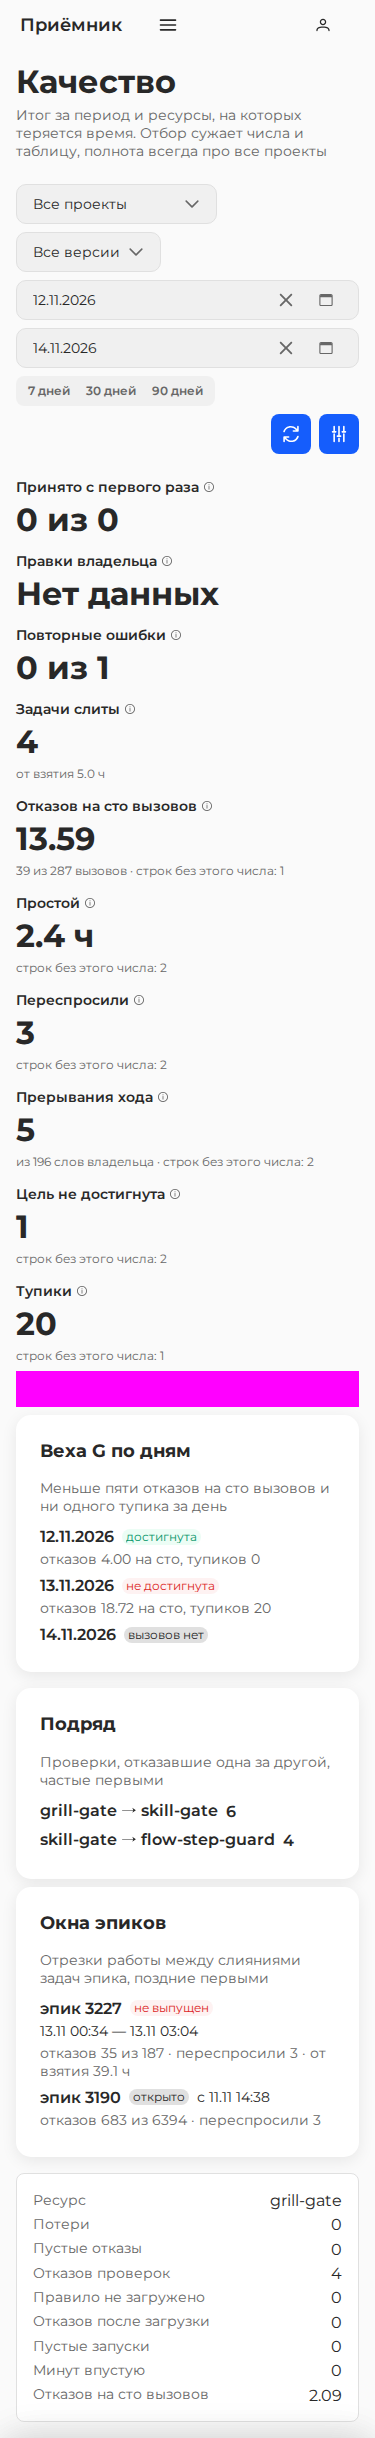 Приёмник
Качество
Итог за период и ресурсы, на которых
теряется время. Отбор сужает числа и
таблицу, полнота всегда про все проекты
Все проекты
Все версии
12.11.2026
14.11.2026
7 дней 30 дней 90 дней
Принято с первого раза
0 из 0
Правки владельца
Нет данных
Повторные ошибки
0 из 1
Задачи слиты
4
от взятия 5.0 ч
Отказов на сто вызовов
13.59
39 из 287 вызовов · строк без этого числа: 1
Простой
2.4 ч
строк без этого числа: 2
Переспросили
3
строк без этого числа: 2
Прерывания хода
5
из 196 слов владельца · строк без этого числа: 2
Цель не достигнута
1
строк без этого числа: 2
Тупики
20
строк без этого числа: 1
Веха G по дням
Меньше пяти отказов на сто вызовов и
ни одного тупика за день
12.11.2026 достигнута
отказов 4.00 на сто, тупиков 0
13.11.2026 не достигнута
отказов 18.72 на сто, тупиков 20
14.11.2026 вызовов нет
Подряд
Проверки, отказавшие одна за другой,
частые первыми
grill-gate → skill-gate 6
skill-gate → flow-step-guard 4
Окна эпиков
Отрезки работы между слияниями
задач эпика, поздние первыми
эпик 3227 не выпущен
13.11 00:34 — 13.11 03:04
отказов 35 из 187 · переспросили 3 · от
взятия 39.1 ч
эпик 3190 открыто с 11.11 14:38
отказов 683 из 6394 · переспросили 3
Ресурс grill-gate
Потери 0
Пустые отказы 0
Отказов проверок 4
Правило не загружено 0
Отказов после загрузки 0
Пустые запуски 0
Минут впустую 0
Отказов на сто вызовов 2.09